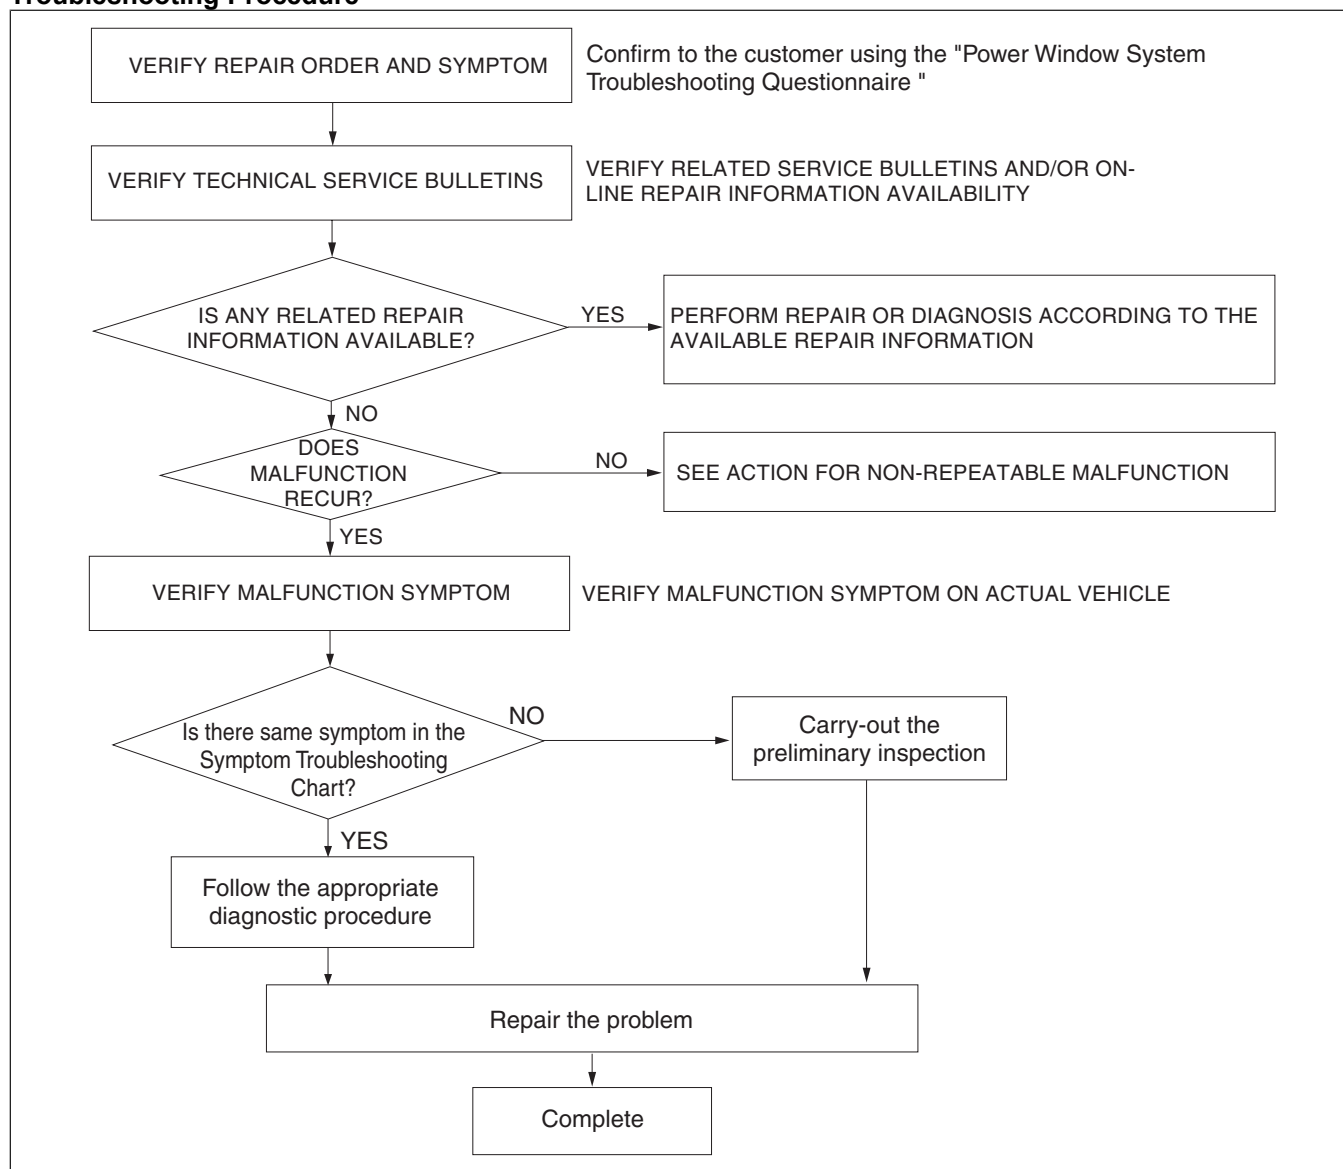 Troubleshooting Procedure
VERIFY REPAIR ORDER AND SYMPTOM
Confirm to the customer using the "Power Window System
Troubleshooting Questionnaire "
VERIFY TECHNICAL SERVICE BULLETINS
VERIFY RELATED SERVICE BULLETINS AND/OR ON-
LINE REPAIR INFORMATION AVAILABILITY
IS ANY RELATED REPAIR
INFORMATION AVAILABLE?
YES
PERFORM REPAIR OR DIAGNOSIS ACCORDING TO THE
AVAILABLE REPAIR INFORMATION
NO
DOES
MALFUNCTION
RECUR?
NO
SEE ACTION FOR NON-REPEATABLE MALFUNCTION
YES
VERIFY MALFUNCTION SYMPTOM
VERIFY MALFUNCTION SYMPTOM ON ACTUAL VEHICLE
Is there same symptom in the
Symptom Troubleshooting
Chart?
NO
Carry-out the
preliminary inspection
YES
Follow the appropriate
diagnostic procedure
Repair the problem
Complete